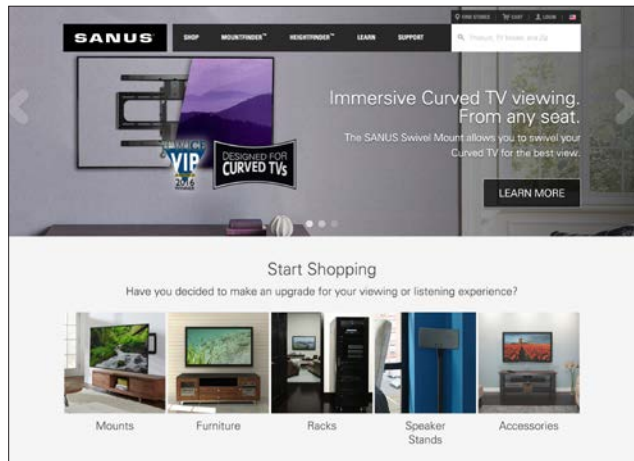 FIND STORES CART LOGIN
SANUS
SHOP MOUNTFINDER™ HEIGHTFINDER™ LEARN SUPPORT
Immersive Curved TV viewing.
From any seat.
The SANUS Swivel Mount allows you to swivel your
Curved TV for the best view.
VIP
2016
DESIGNED FOR
CURVED TVs
LEARN MORE
Start Shopping
Have you decided to make an upgrade for your viewing or listening experience?
Mounts Furniture Racks Speaker Accessories
Stands